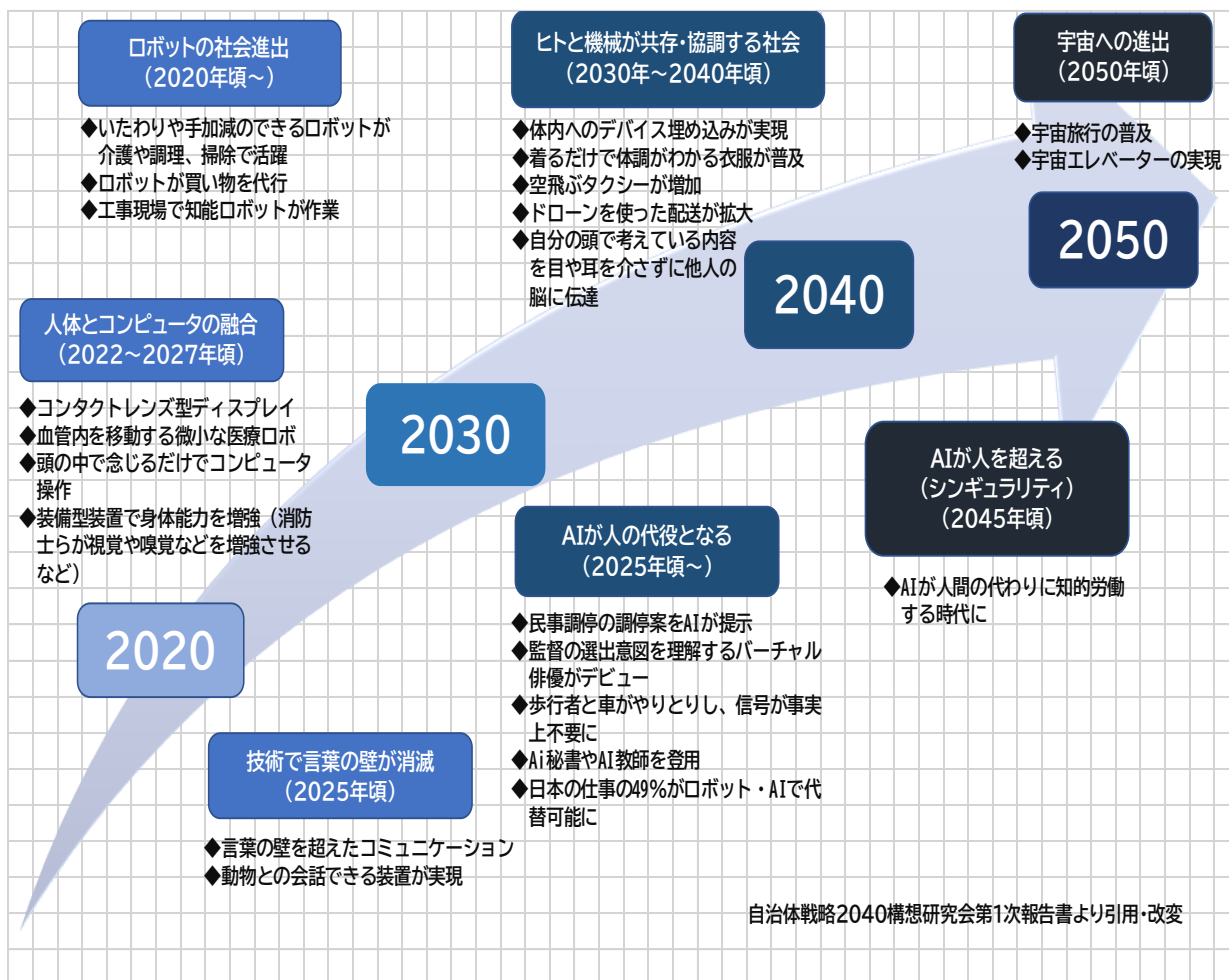 ロボットの社会進出
（2020年頃～）
◆いたわりや手加減のできるロボットが
介護や調理、掃除で活躍
◆ロボットが買い物を代行
◆工事現場で知能ロボットが作業
ヒトと機械が共存・協調する社会
（2030年～2040年頃）
◆体内へのデバイス埋め込みが実現
◆着るだけで体調がわかる衣服が普及
◆空飛ぶタクシーが増加
◆ドローンを使った配送が拡大
◆自分の頭で考えている内容
を目や耳を介さずに他人の
脳に伝達
宇宙への進出
（2050年頃）
◆宇宙旅行の普及
◆宇宙エレベーターの実現
2050
2040
人体とコンピュータの融合
（2022～2027年頃）
◆コンタクトレンズ型ディスプレイ
◆血管内を移動する微小な医療ロボ
◆頭の中で念じるだけでコンピュータ
操作
◆装備型装置で身体能力を増強（消防
士らが視覚や嗅覚などを増強させる
など）
2030
2020
AIが人を超える
（シンギュラリティ）
（2045年頃）
◆AIが人間の代わりに知的労働
する時代に
AIが人の代役となる
（2025年頃～）
◆民事調停の調停案をAIが提示
◆監督の選出意図を理解するバーチャル
俳優がデビュー
◆歩行者と車がやりとりし、信号が事実
上不要に
◆Ai秘書やAI教師を登用
◆日本の仕事の49%がロボット・AIで代
替可能に
技術で言葉の壁が消滅
（2025年頃）
◆言葉の壁を超えたコミュニケーション
◆動物との会話できる装置が実現
自治体戦略2040構想研究会第1次報告書より引用・改変